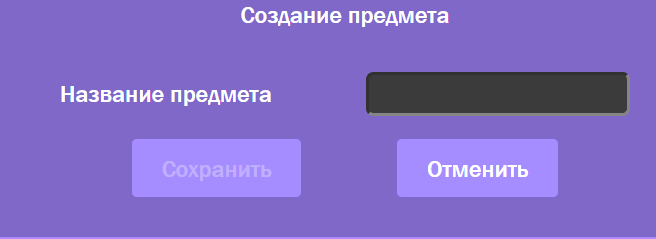 Создание предмета
Название предмета
Сохранить Отменить